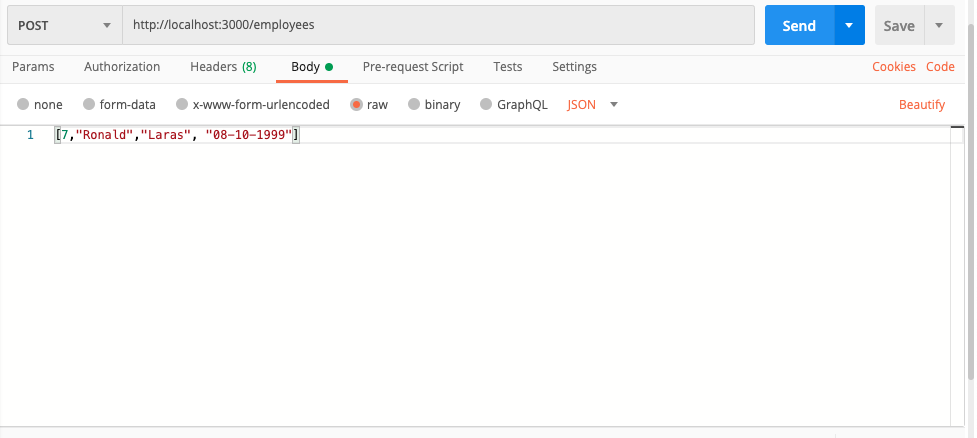 POST http://localhost:3000/employees Send Save
Params Authorization Headers (8) Body Pre-request Script Tests Settings Cookies Code
none form-data x-www-form-urlencoded raw binary GraphQL JSON Beautify
1 [7,"Ronald","Laras", "08-10-1999"]